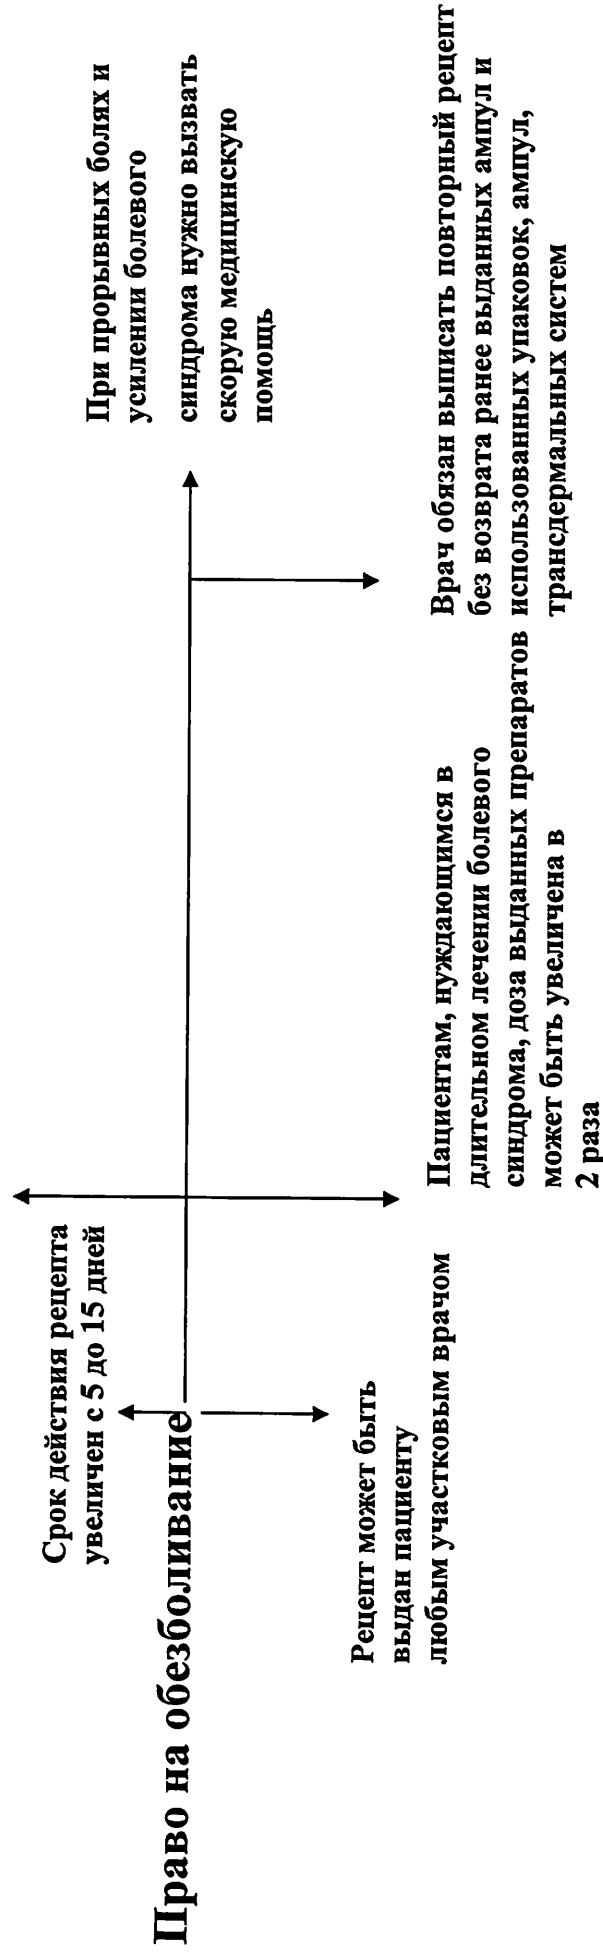 Право на обезболивание
Срок действия рецепта
увеличен с 5 до 15 дней
Рецепт может быть
выдан пациенту
любым участковым врачом
Пациентам, нуждающимся в
длительном лечении болевого
синдрома, доза выданных препаратов
может быть увеличена в
2 раза
При прорывных болях и
усилении болевого
синдрома нужно вызвать
скорую медицинскую
помощь
Врач обязан выписать повторный рецепт
без возврата ранее выданных ампул и
использованных упаковок, ампул,
трансдермальных систем